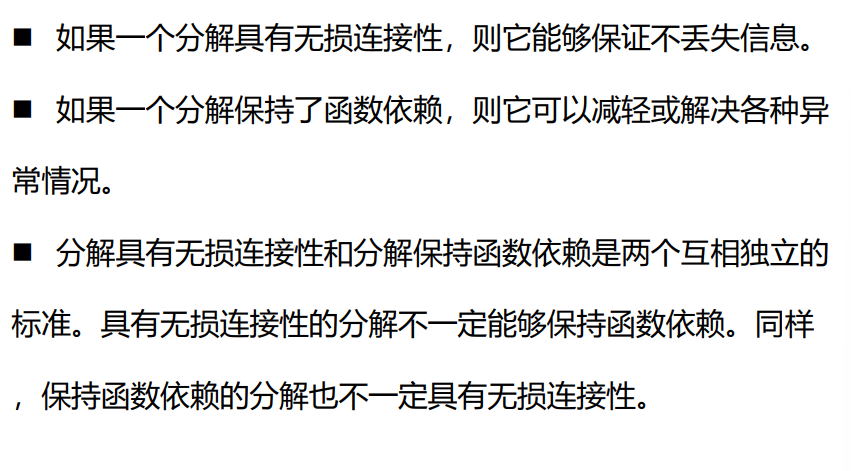 ■ 如果一个分解具有无损连接性，则它能够保证不丢失信息。
■ 如果一个分解保持了函数依赖，则它可以减轻或解决各种异
常情况。
■ 分解具有无损连接性和分解保持函数依赖是两个互相独立的
标准。具有无损连接性的分解不一定能够保持函数依赖。同样
，保持函数依赖的分解也不一定具有无损连接性。